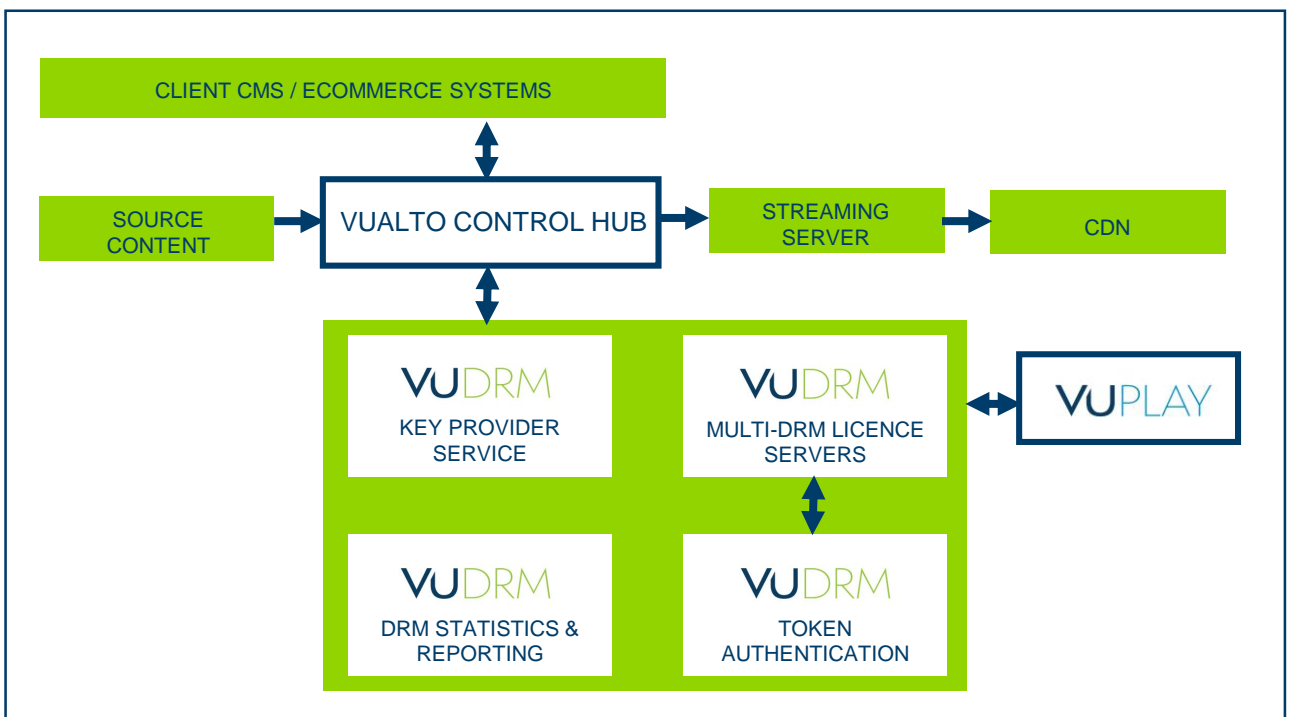 CLIENT CMS / ECOMMERCE SYSTEMS
SOURCE
CONTENT
VUALTO CONTROL HUB
STREAMING
SERVER
CDN
VUDRM
KEY PROVIDER
SERVICE
VUDRM
MULTI-DRM LICENCE
SERVERS
VUPLAY
VUDRM
DRM STATISTICS &
REPORTING
VUDRM
TOKEN
AUTHENTICATION